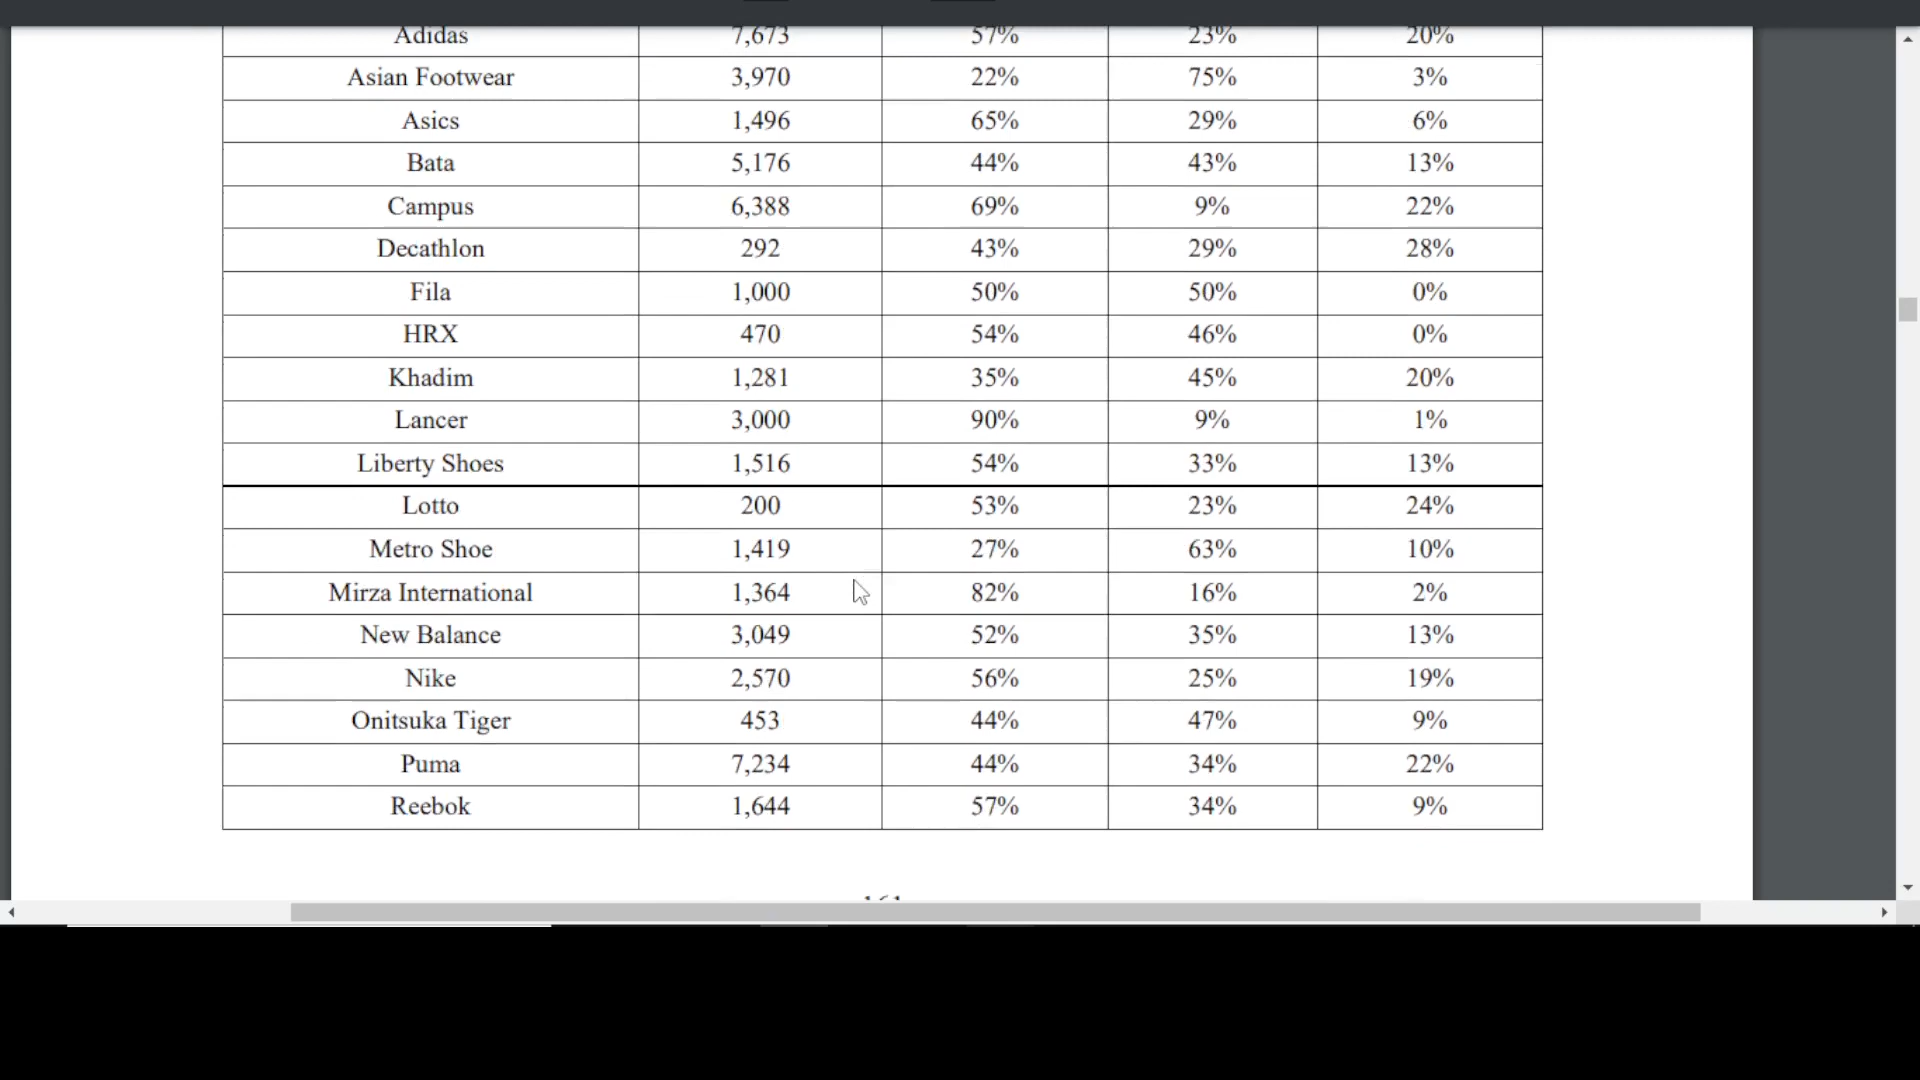 Adidas 7,673 57% 23% 20%
Asian Footwear 3,970 22% 75% 3%
Asics 1,496 65% 29% 6%
Bata 5,176 44% 43% 13%
Campus 6,388 69% 9% 22%
Decathlon 292 43% 29% 28%
Fila 1,000 50% 50% 0%
HRX 470 54% 46% 0%
Khadim 1,281 35% 45% 20%
Lancer 3,000 90% 9% 1%
Liberty Shoes 1,516 54% 33% 13%
Lotto 200 53% 23% 24%
Metro Shoe 1,419 27% 63% 10%
Mirza International 1,364 82% 16% 2%
New Balance 3,049 52% 35% 13%
Nike 2,570 56% 25% 19%
Onitsuka Tiger 453 44% 47% 9%
Puma 7,234 44% 34% 22%
Reebok 1,644 57% 34% 9%